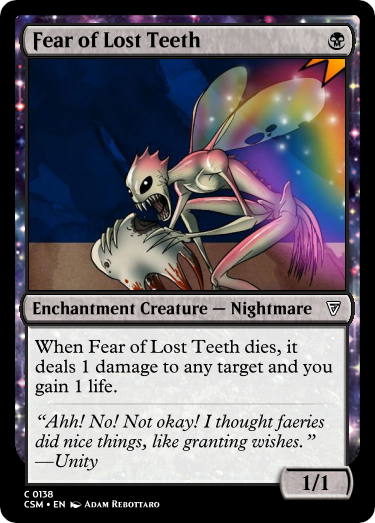 Fear of Lost Teeth
Enchantment Creature — Nightmare
When Fear of Lost Teeth dies, it
deals 1 damage to any target and you
gain 1 life.
“Ahh! No! Not okay! I thought faeries
did nice things, like granting wishes.”
—Unity
1/1
C 0138
CSM • EN Adam Rebottaro